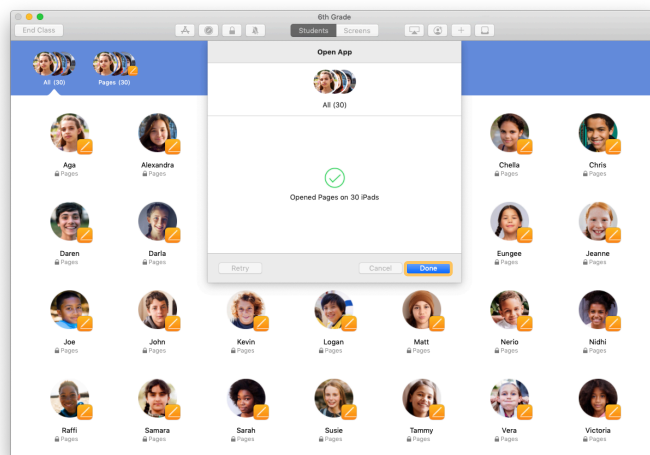 6th Grade
End Class
Students Screens
Open App
All (30) Pages (30)
All (30)
Opened Pages on 30 iPads
Retry Cancel Done
Aga Alexandra Chella Chris
Pages Pages Pages Pages
Daren Darla Eungee Jeanne
Pages Pages Pages Pages
Joe John Kevin Logan Matt Nerio Nidhi
Pages Pages Pages Pages Pages Pages Pages
Raffi Samara Sarah Susie Tammy Vera Victoria
Pages Pages Pages Pages Pages Pages Pages